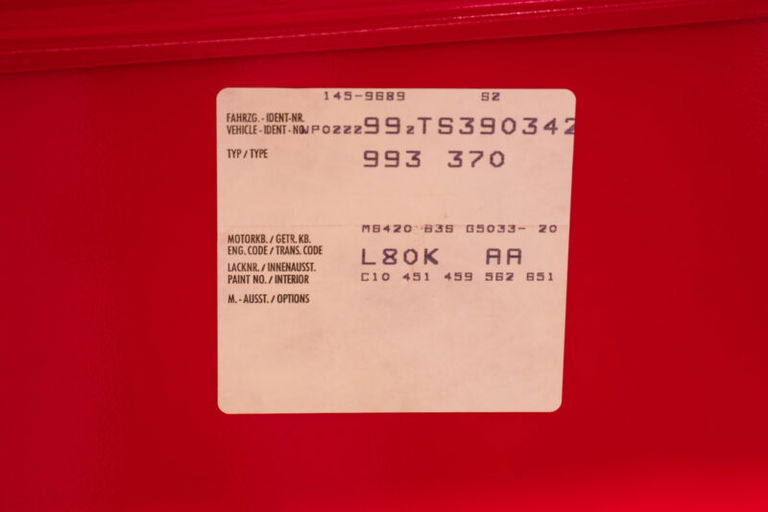 145-9689 SZ
FAHRZG.-IDENT-NR.
VEHICLE-IDENT-NO. WP0ZZZ99ZTS390342
TYP/TYPE 993 370
M6420 63S G5033- 20
MOTORKB./GETR.KB.
ENG.CODE/TRANS.CODE L80K AA
LACKNR./INNENAUSST.
PAINT NO./INTERIOR C10 451 459 562 651
M.-AUSST./OPTIONS